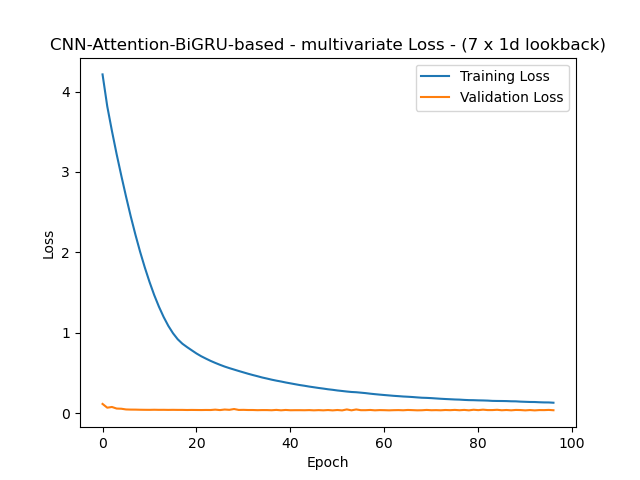 CNN-Attention-BiGRU-based - multivariate Loss - (7 x 1d lookback)
Training Loss
Validation Loss
4
3
2
1
0
Loss
0 20 40 60 80 100
Epoch